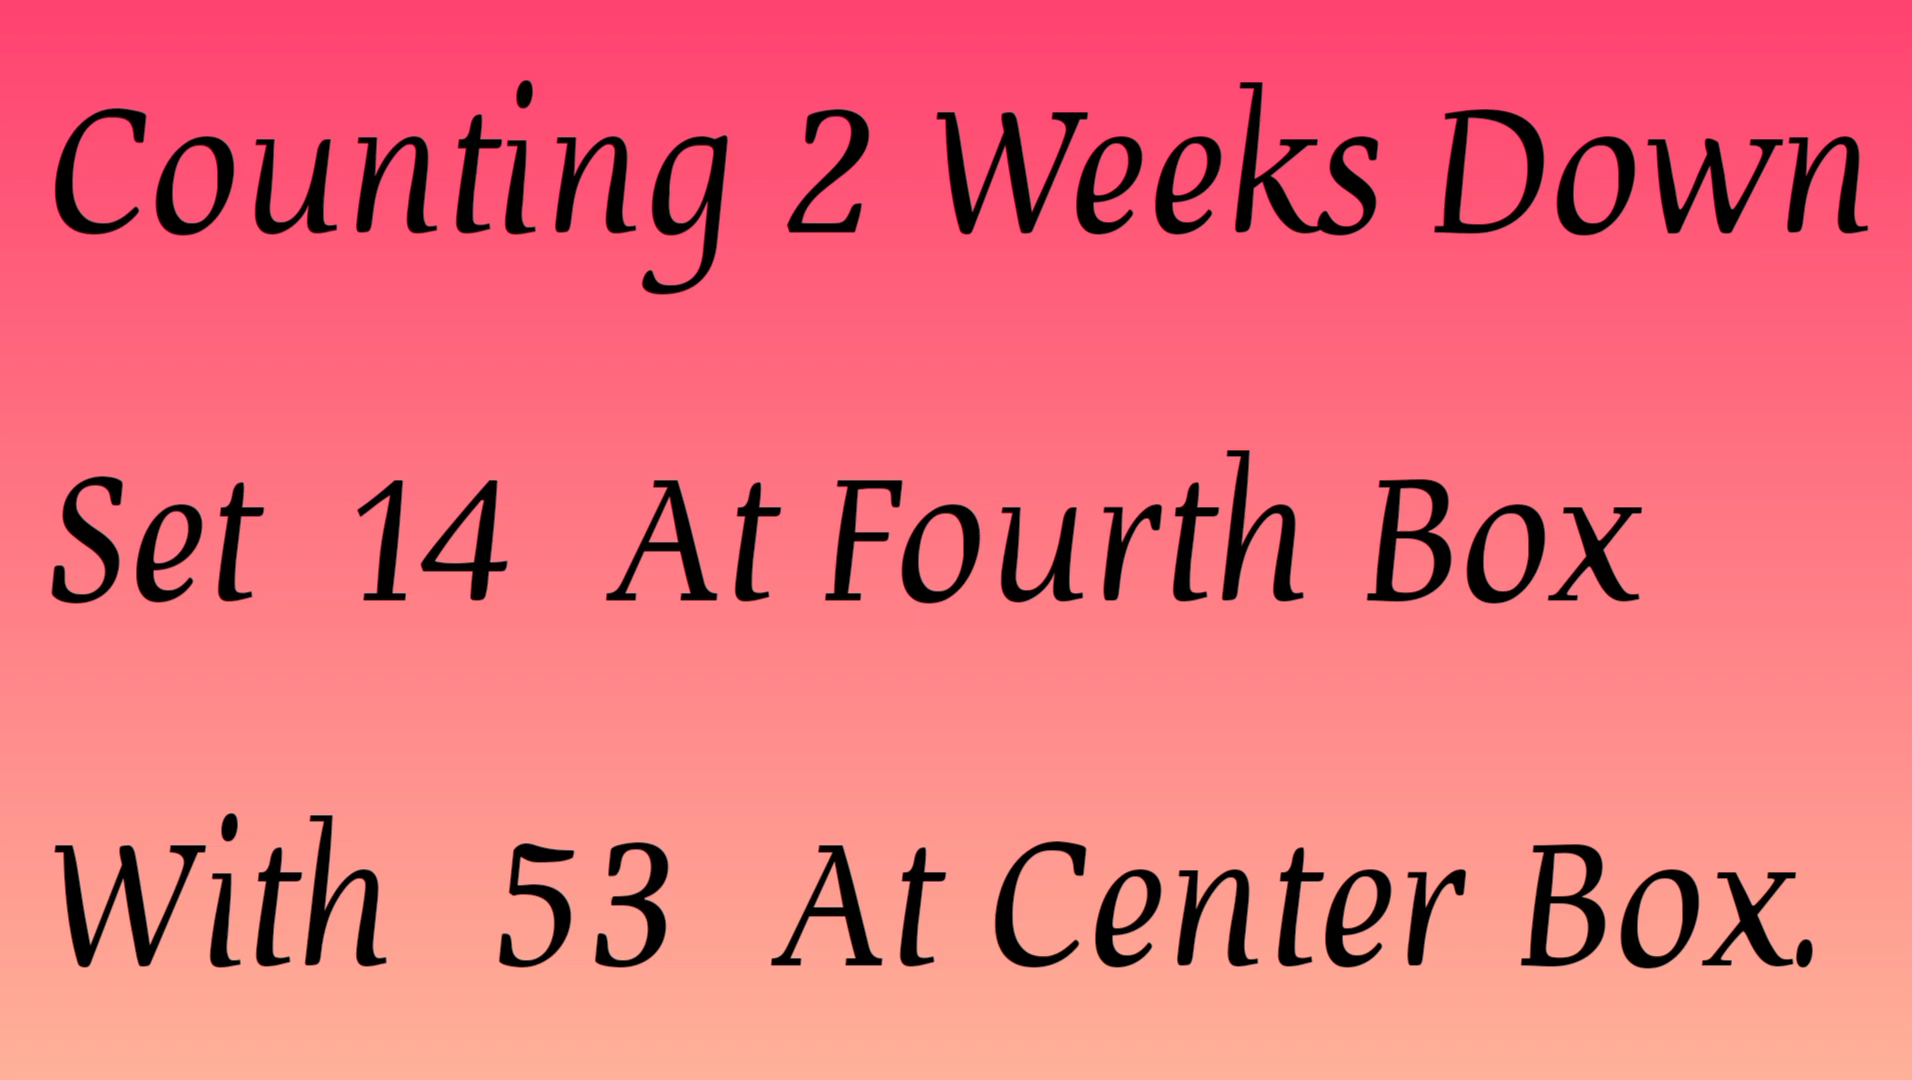 Counting 2 Weeks Down
Set 14 At Fourth Box
With 53 At Center Box.